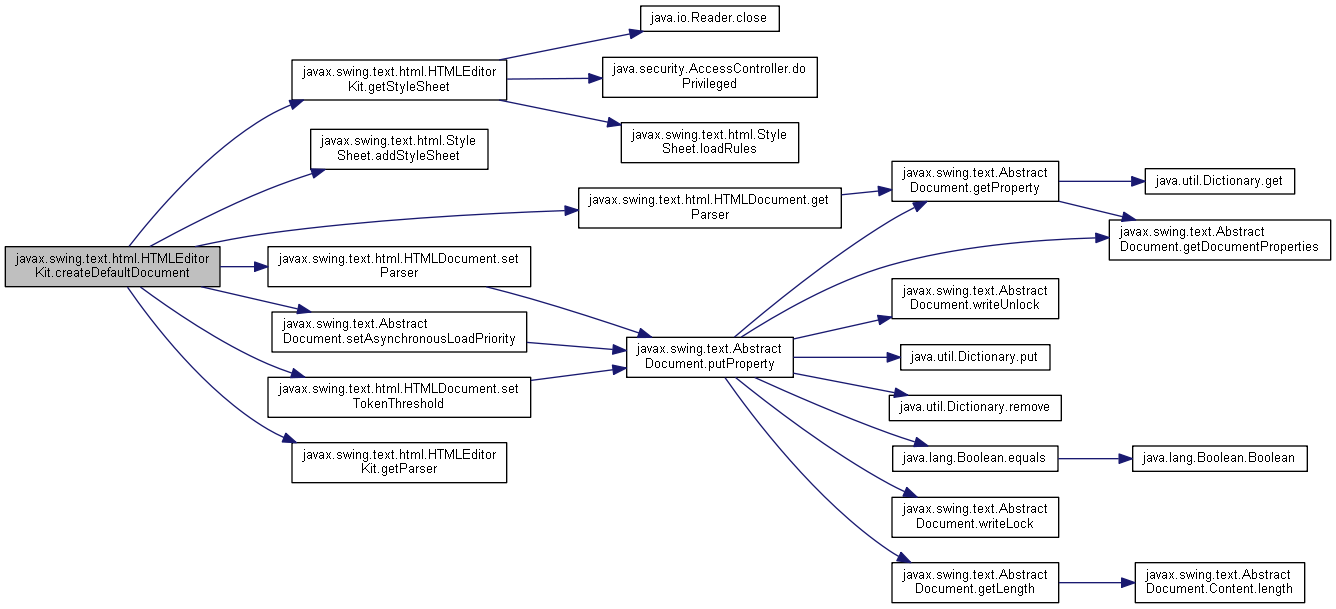 java.io.Reader.close
javax.swing.text.html.HTMLEditor
Kit.getStyleSheet
java.security.AccessController.do
Privileged
javax.swing.text.html.Style
Sheet.addStyleSheet
javax.swing.text.html.Style
Sheet.loadRules
javax.swing.text.Abstract
Document.getProperty
java.util.Dictionary.get
javax.swing.text.html.HTMLDocument.get
Parser
javax.swing.text.Abstract
Document.getDocumentProperties
javax.swing.text.html.HTMLEditor
Kit.createDefaultDocument
javax.swing.text.html.HTMLDocument.set
Parser
javax.swing.text.Abstract
Document.writeUnlock
javax.swing.text.Abstract
Document.setAsynchronousLoadPriority
javax.swing.text.Abstract
Document.putProperty
java.util.Dictionary.put
javax.swing.text.html.HTMLDocument.set
TokenThreshold
java.util.Dictionary.remove
javax.swing.text.html.HTMLEditor
Kit.getParser
java.lang.Boolean.equals
java.lang.Boolean.Boolean
javax.swing.text.Abstract
Document.writeLock
javax.swing.text.Abstract
Document.getLength
javax.swing.text.Abstract
Document.Content.length